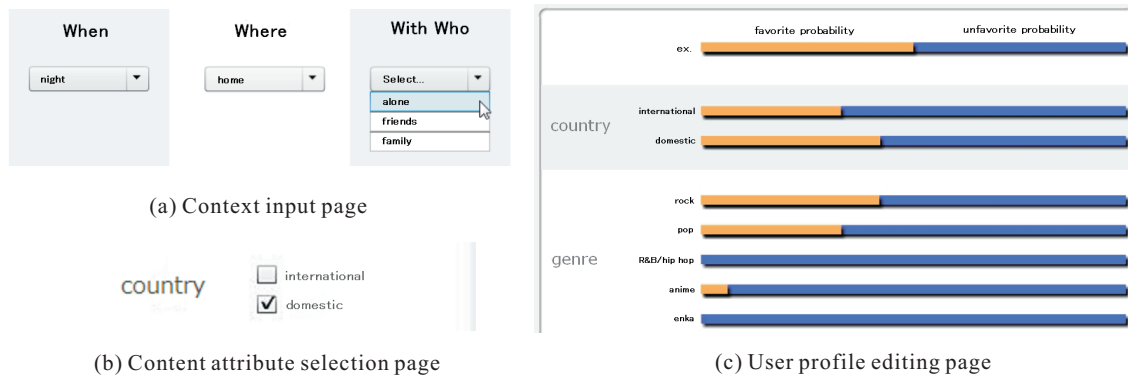 When
Where
With Who
night
home
Select...
alone
friends
family
(a) Context input page
country
international
domestic
(b) Content attribute selection page
favorite probability
unfavorite probability
ex.
country
international
domestic
genre
rock
pop
R&B/hip hop
anime
enka
(c) User profile editing page